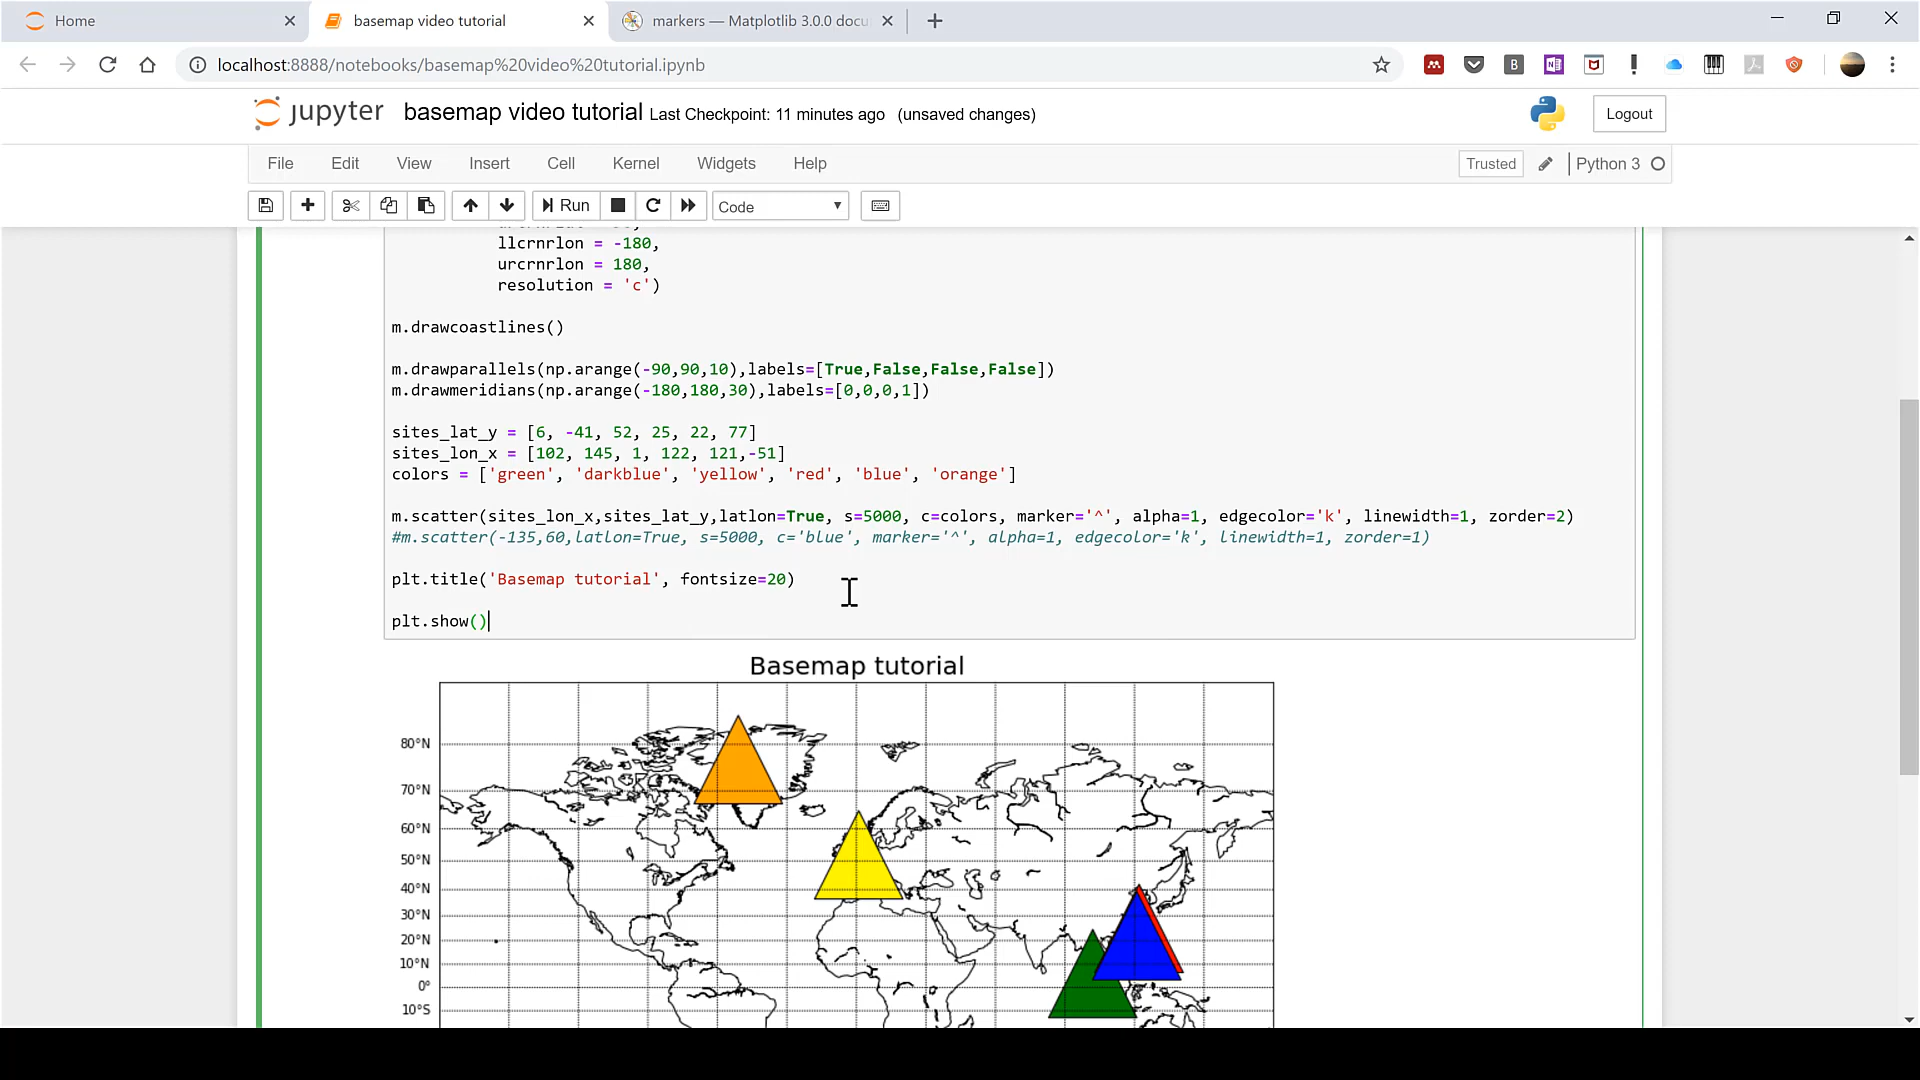 Home
basemap video tutorial
markers — Matplotlib 3.0.0 docu
localhost:8888/notebooks/basemap%20video%20tutorial.ipynb
jupyter basemap video tutorial Last Checkpoint: 11 minutes ago (unsaved changes)
Logout
File Edit View Insert Cell Kernel Widgets Help
Trusted Python 3
Run Code
llcrnrlon = -180,
urcrnrlon = 180,
resolution = 'c')
m.drawcoastlines()
m.drawparallels(np.arange(-90,90,10),labels=[True,False,False,False])
m.drawmeridians(np.arange(-180,180,30),labels=[0,0,0,1])
sites_lat_y = [6, -41, 52, 25, 22, 77]
sites_lon_x = [102, 145, 1, 122, 121,-51]
colors = ['green', 'darkblue', 'yellow', 'red', 'blue', 'orange']
m.scatter(sites_lon_x,sites_lat_y,latlon=True, s=5000, c=colors, marker='^', alpha=1, edgecolor='k', linewidth=1, zorder=2)
#m.scatter(-135,60,latlon=True, s=5000, c='blue', marker='^', alpha=1, edgecolor='k', linewidth=1, zorder=1)
plt.title('Basemap tutorial', fontsize=20)
plt.show()
Basemap tutorial
80°N
70°N
60°N
50°N
40°N
30°N
20°N
10°N
0°
10°S